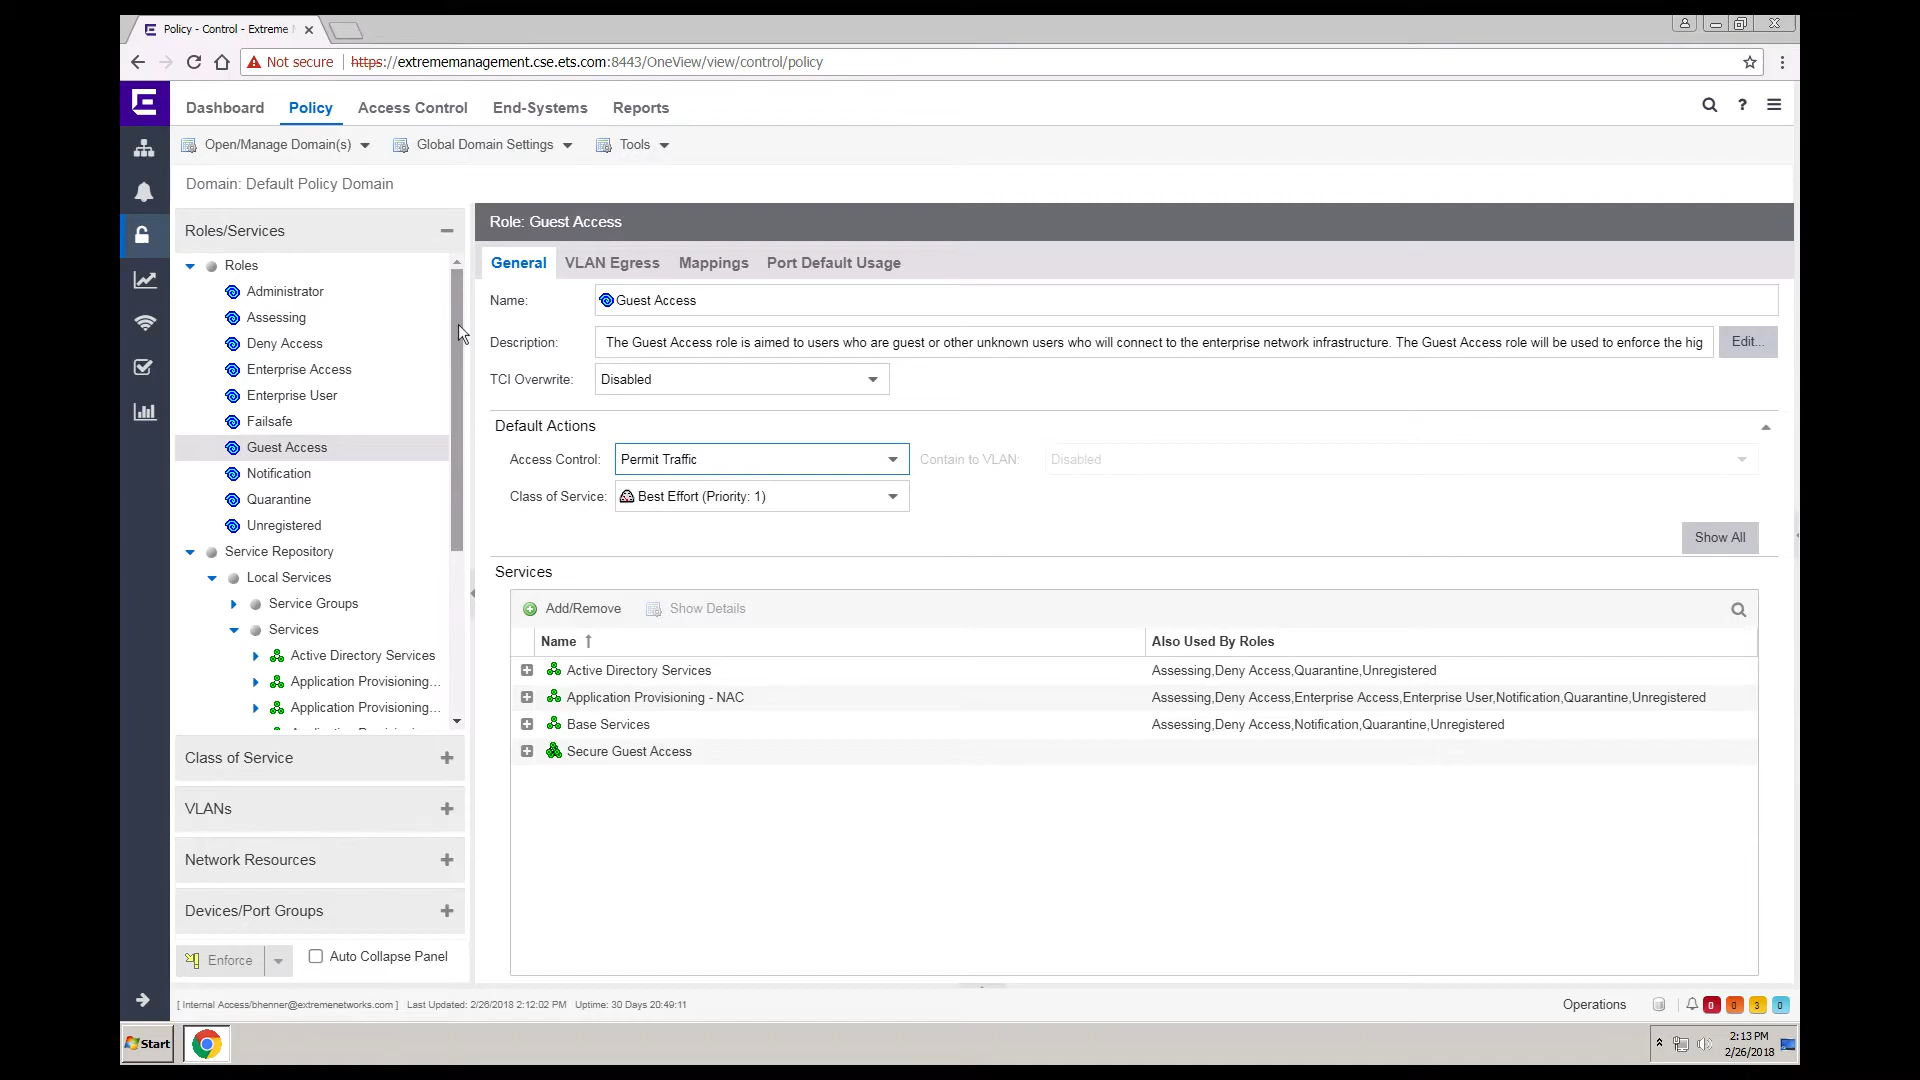 Policy - Control - Extreme
Not secure https://extrememanagement.cse.ets.com:8443/OneView/view/control/policy
Dashboard Policy Access Control End-Systems Reports
Open/Manage Domain(s) Global Domain Settings Tools
Domain: Default Policy Domain
Roles/Services
Roles
Administrator
Assessing
Deny Access
Enterprise Access
Enterprise User
Failsafe
Guest Access
Notification
Quarantine
Unregistered
Service Repository
Local Services
Service Groups
Services
Active Directory Services
Application Provisioning...
Application Provisioning...
Class of Service
VLANs
Network Resources
Devices/Port Groups
Enforce Auto Collapse Panel
Role: Guest Access
General VLAN Egress Mappings Port Default Usage
Name: Guest Access
Description: The Guest Access role is aimed to users who are guest or other unknown users who will connect to the enterprise network infrastructure. The Guest Access role will be used to enforce the hig Edit...
TCI Overwrite: Disabled
Default Actions
Access Control: Permit Traffic Contain to VLAN: Disabled
Class of Service: Best Effort (Priority: 1)
Show All
Services
Add/Remove Show Details
Name Also Used By Roles
Active Directory Services Assessing,Deny Access,Quarantine,Unregistered
Application Provisioning - NAC Assessing,Deny Access,Enterprise Access,Enterprise User,Notification,Quarantine,Unregistered
Base Services Assessing,Deny Access,Notification,Quarantine,Unregistered
Secure Guest Access
[ Internal Access/bhenner@extremenetworks.com ] Last Updated: 2/26/2018 2:12:02 PM Uptime: 30 Days 20:49:11
Operations 0 0 3 0
Start
2:13 PM
2/26/2018